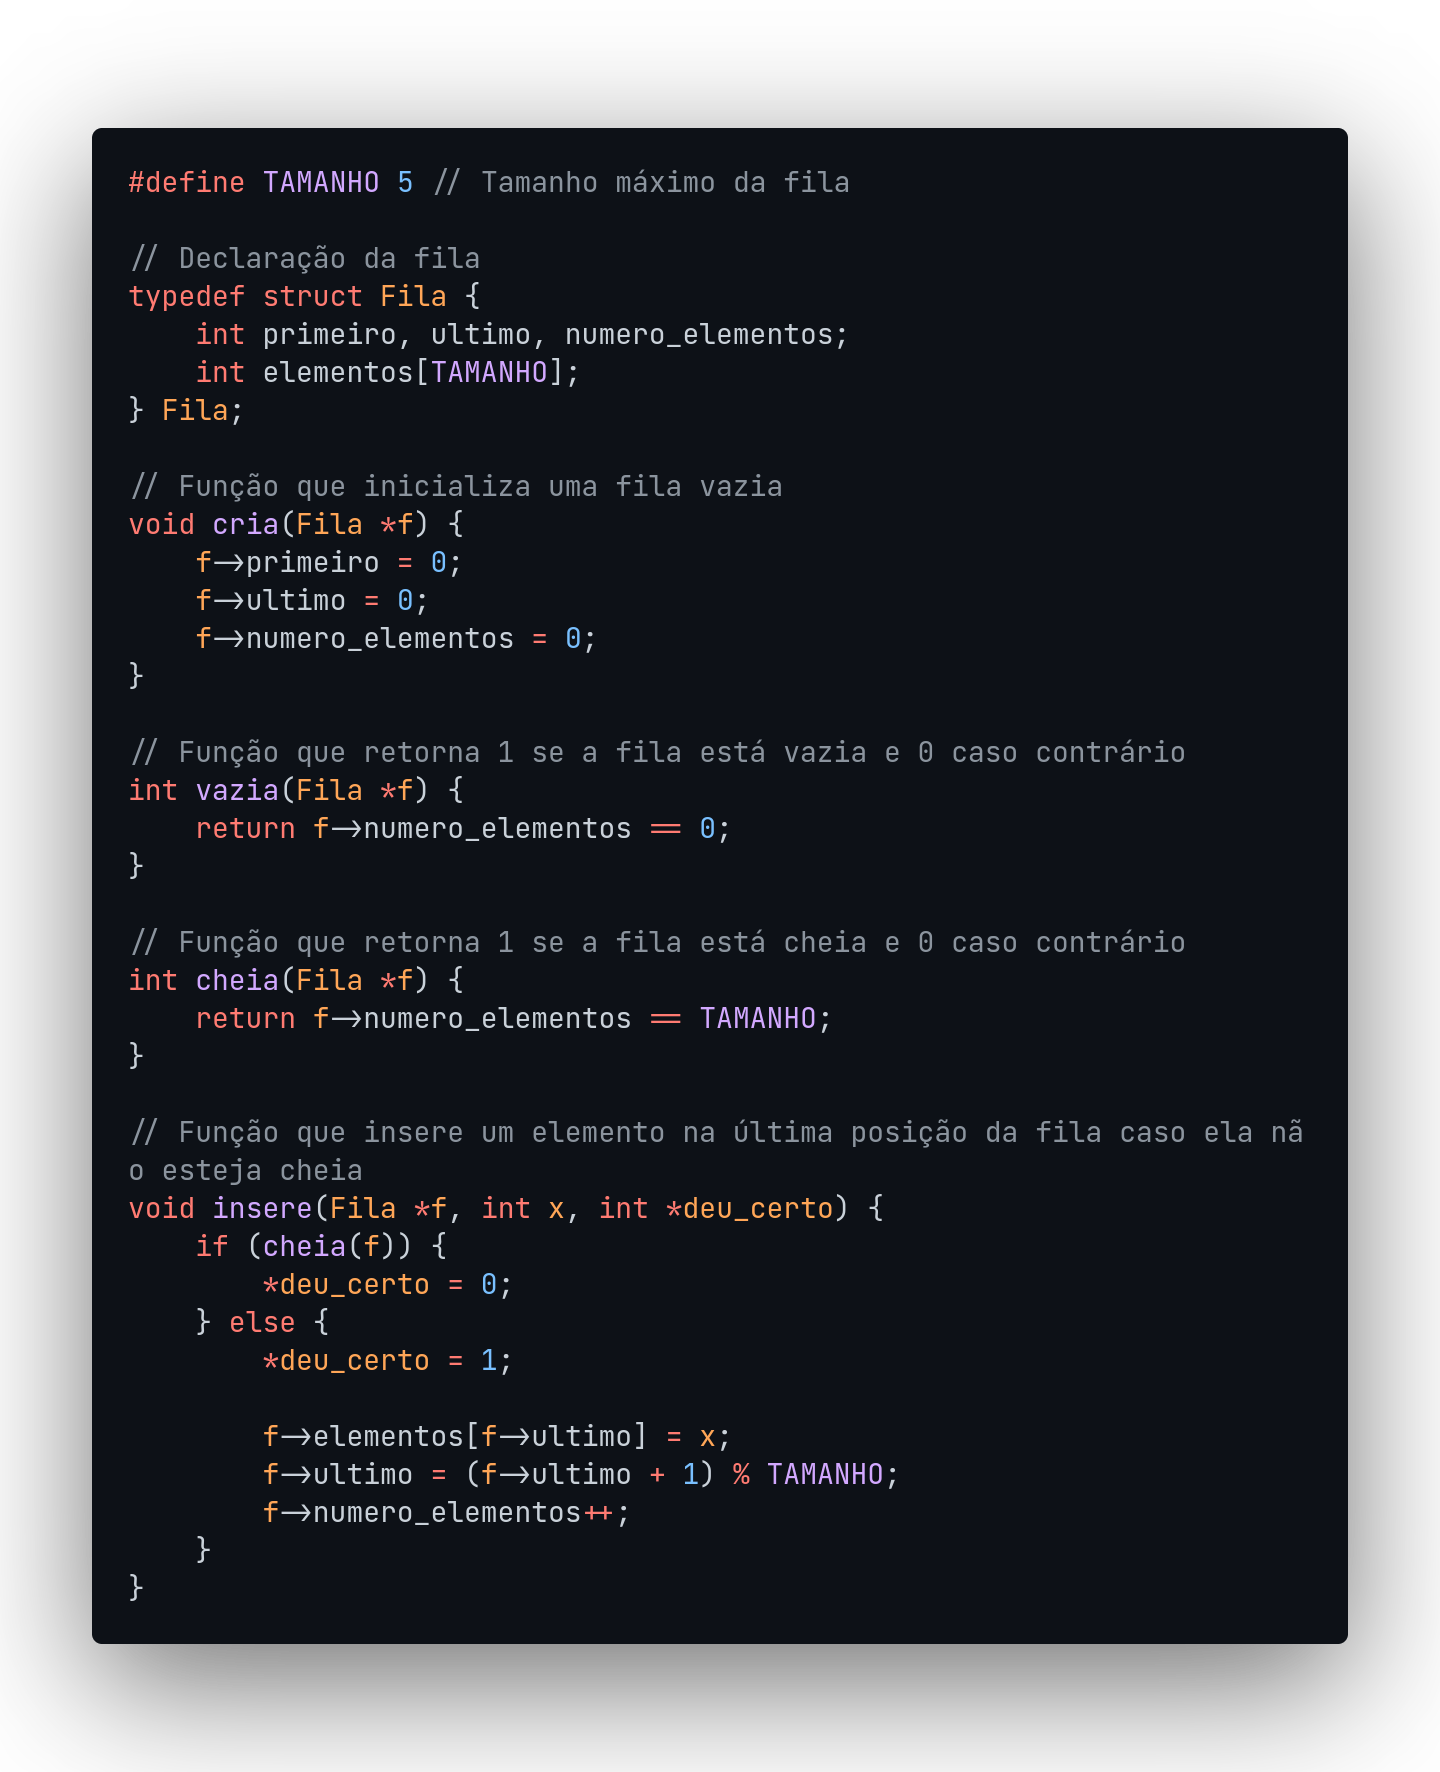 #define TAMANHO 5 // Tamanho máximo da fila

// Declaração da fila
typedef struct Fila {
    int primeiro, ultimo, numero_elementos;
    int elementos[TAMANHO];
} Fila;

// Função que inicializa uma fila vazia
void cria(Fila *f) {
    f->primeiro = 0;
    f->ultimo = 0;
    f->numero_elementos = 0;
}

// Função que retorna 1 se a fila está vazia e 0 caso contrário
int vazia(Fila *f) {
    return f->numero_elementos == 0;
}

// Função que retorna 1 se a fila está cheia e 0 caso contrário
int cheia(Fila *f) {
    return f->numero_elementos == TAMANHO;
}

// Função que insere um elemento na última posição da fila caso ela nã
o esteja cheia
void insere(Fila *f, int x, int *deu_certo) {
    if (cheia(f)) {
        *deu_certo = 0;
    } else {
        *deu_certo = 1;

        f->elementos[f->ultimo] = x;
        f->ultimo = (f->ultimo + 1) % TAMANHO;
        f->numero_elementos++;
    }
}